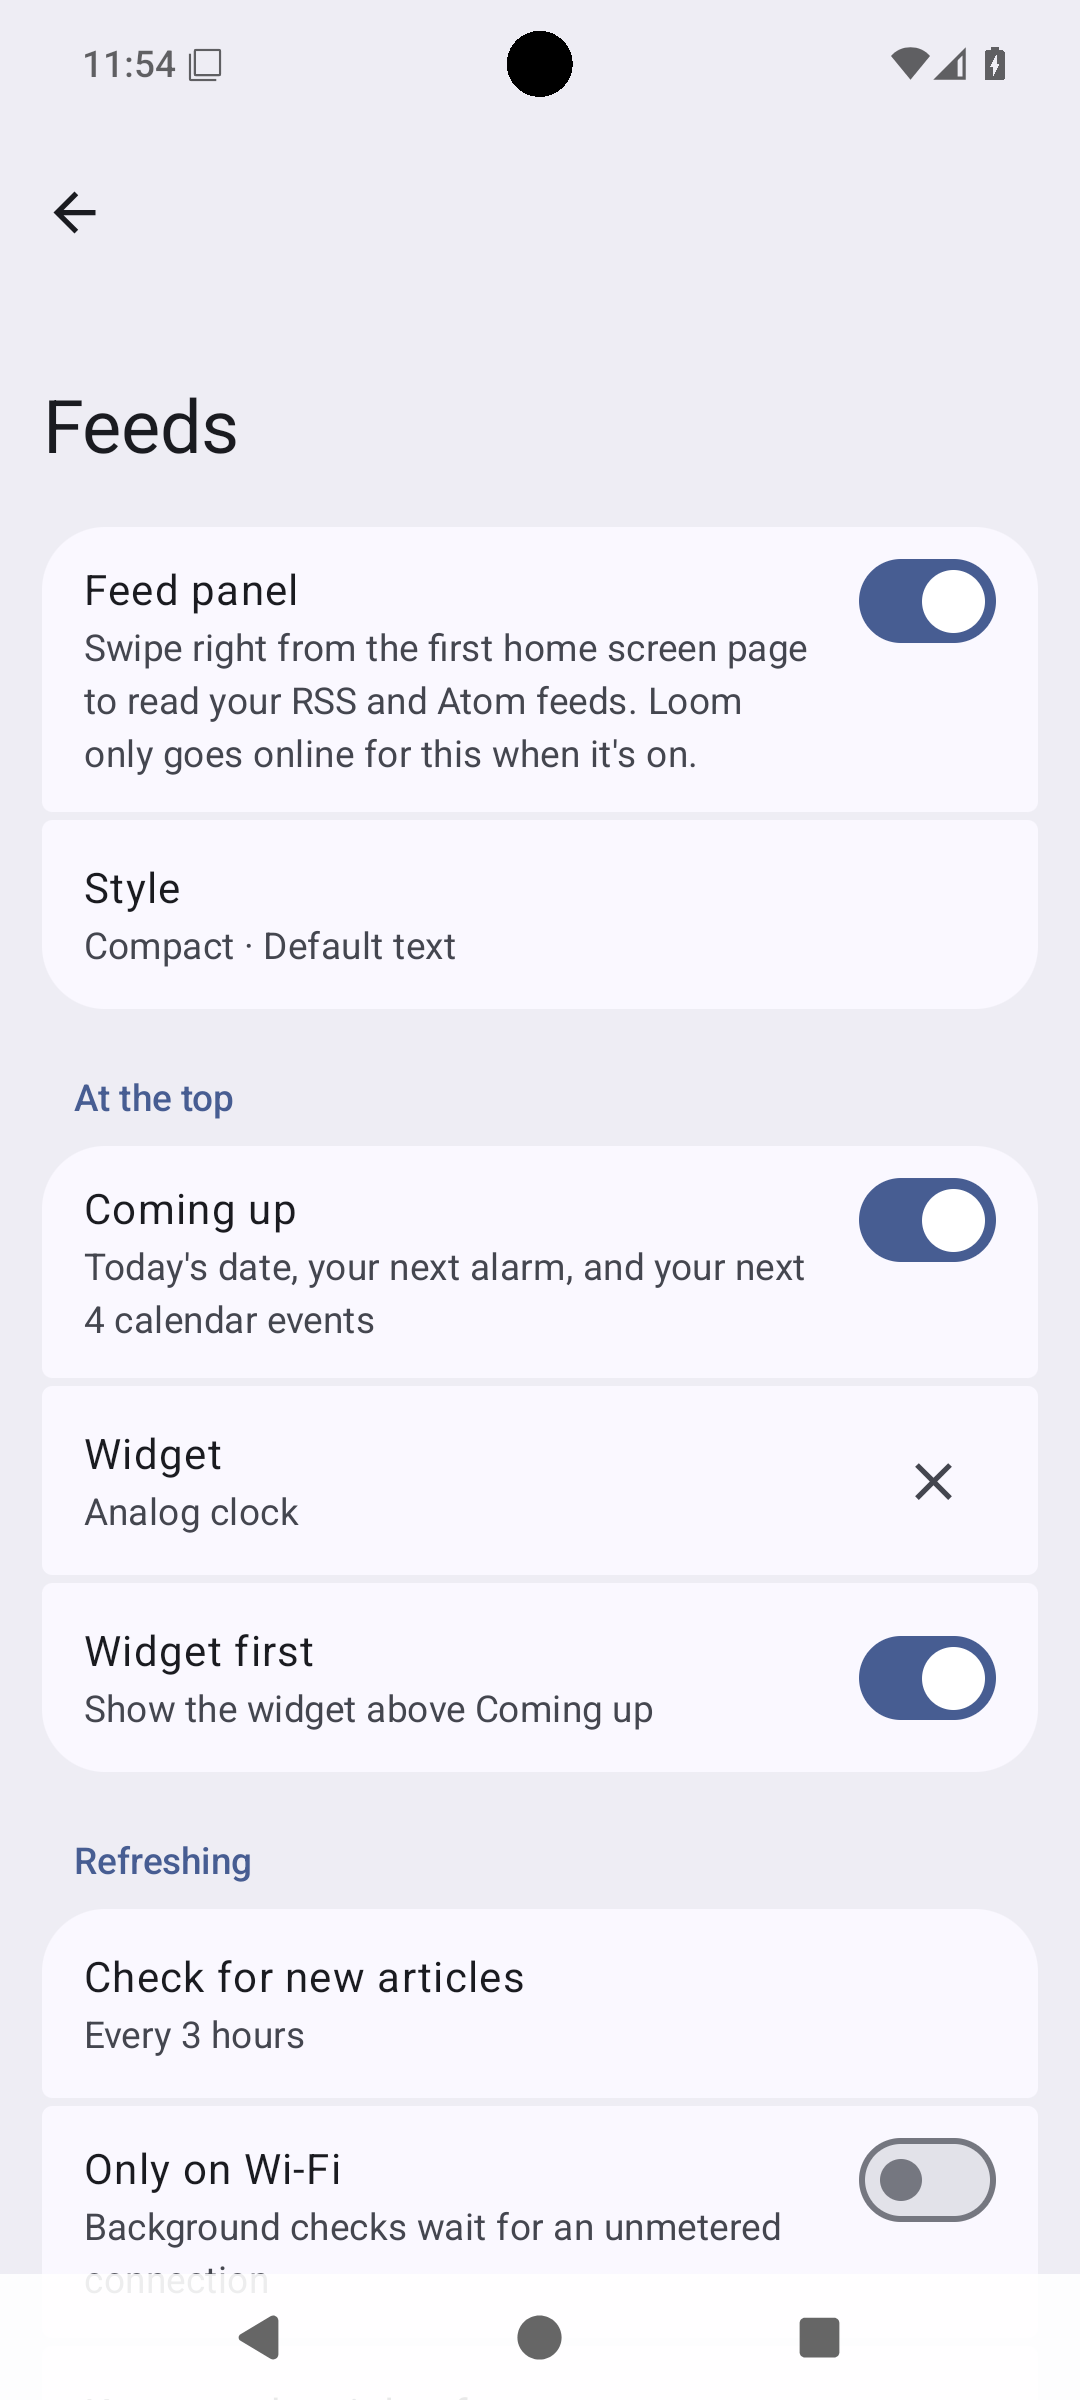 11:54
Feeds
Feed panel
Swipe right from the first home screen page
to read your RSS and Atom feeds. Loom
only goes online for this when it's on.
Style
Compact · Default text
At the top
Coming up
Today's date, your next alarm, and your next
4 calendar events
Widget
Analog clock
Widget first
Show the widget above Coming up
Refreshing
Check for new articles
Every 3 hours
Only on Wi-Fi
Background checks wait for an unmetered
connection